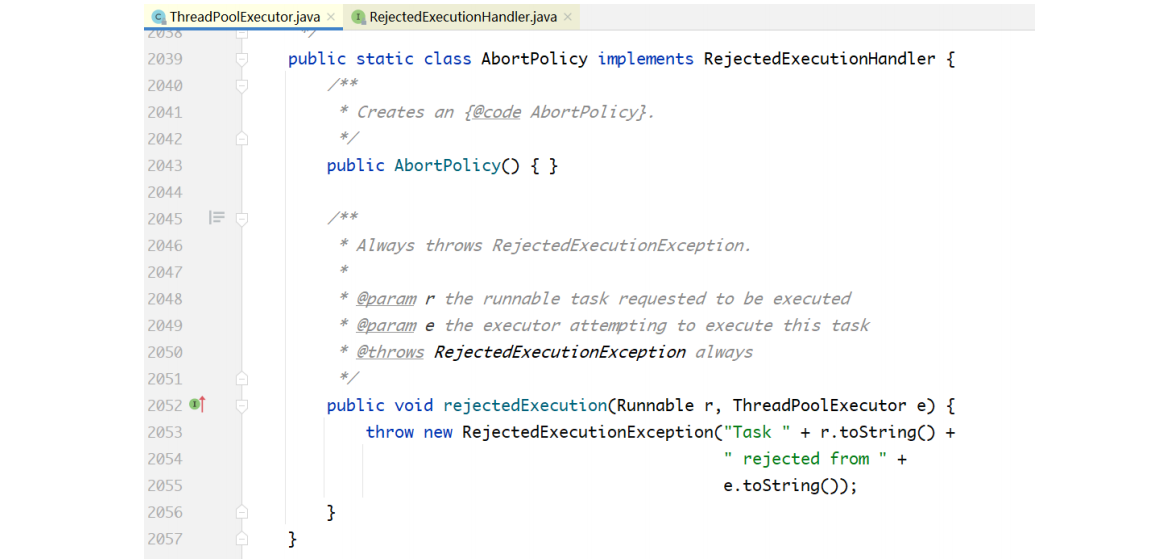 ThreadPoolExecutor.java × RejectedExecutionHandler.java ×
2038 */
2039 public static class AbortPolicy implements RejectedExecutionHandler {
2040 /**
2041 * Creates an {@code AbortPolicy}.
2042 */
2043 public AbortPolicy() { }
2044
2045 /**
2046 * Always throws RejectedExecutionException.
2047 *
2048 * @param r the runnable task requested to be executed
2049 * @param e the executor attempting to execute this task
2050 * @throws RejectedExecutionException always
2051 */
2052 public void rejectedExecution(Runnable r, ThreadPoolExecutor e) {
2053 throw new RejectedExecutionException("Task " + r.toString() +
2054 " rejected from " +
2055 e.toString());
2056 }
2057 }